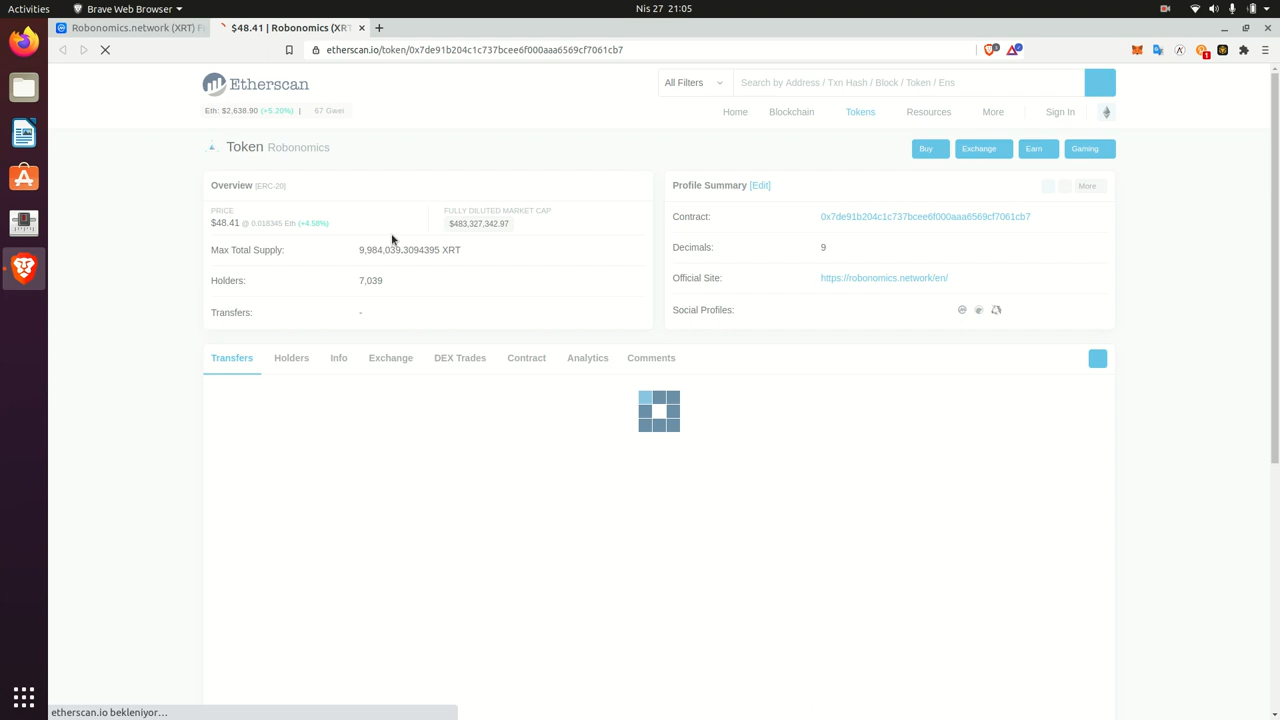 Activities
Brave Web Browser
Nis 27 21:05
Robonomics.network (XRT) F
$48.41 | Robonomics (XR
etherscan.io/token/0x7de91b204c1c737bcee6f000aaa6569cf7061cb7
1
Etherscan
All Filters
Search by Address / Txn Hash / Block / Token / Ens
Eth: $2,638.90 (+5.20%) |
67 Gwei
Home
Blockchain
Tokens
Resources
More
Sign In
Token Robonomics
Buy
Exchange
Earn
Gaming
Overview [ERC-20]
PRICE
$48.41 @ 0.018345 Eth (+4.58%)
FULLY DILUTED MARKET CAP
$483,327,342.97
Max Total Supply:
9,984,039.3094395 XRT
Holders:
7,039
Transfers:
-
Profile Summary [Edit]
More
Contract:
0x7de91b204c1c737bcee6f000aaa6569cf7061cb7
Decimals:
9
Official Site:
https://robonomics.network/en/
Social Profiles:
Transfers
Holders
Info
Exchange
DEX Trades
Contract
Analytics
Comments
etherscan.io bekleniyor…